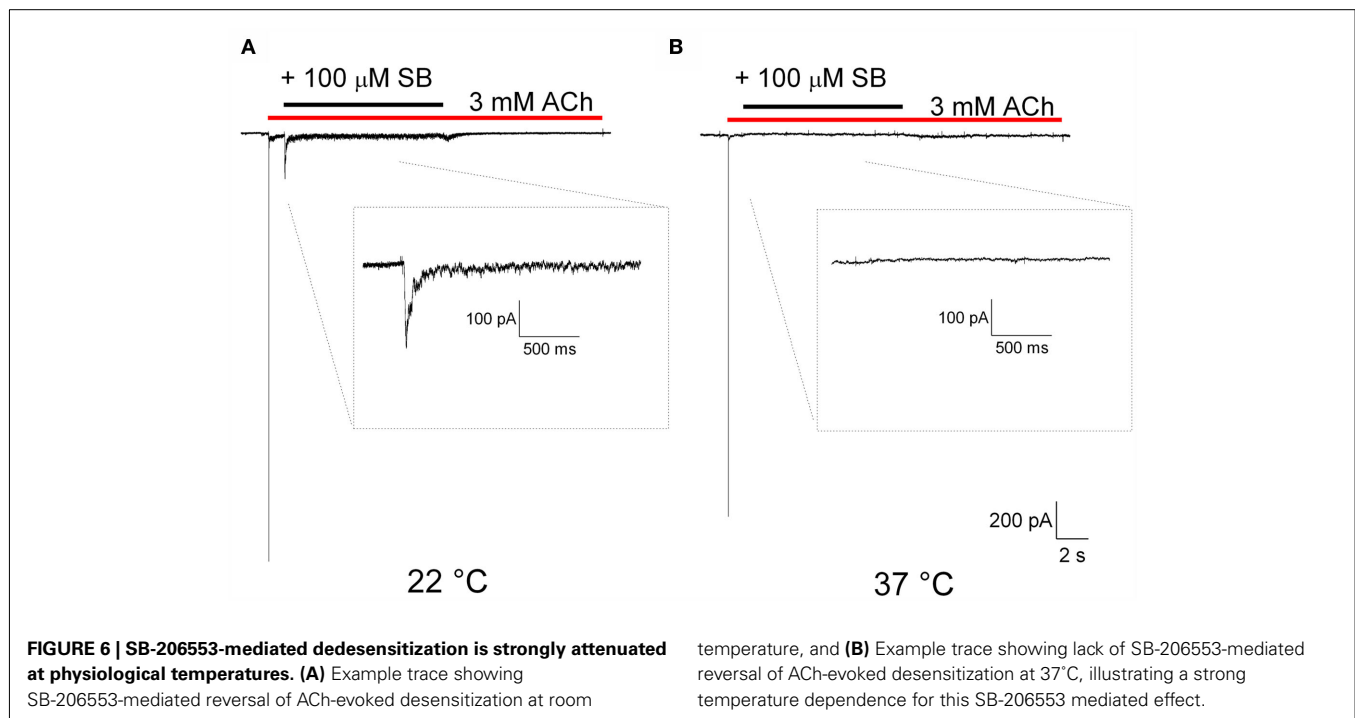 A
B
+ 100 μM SB
3 mM ACh
+ 100 μM SB
3 mM ACh
100 pA
500 ms
100 pA
500 ms
200 pA
2 s
22 °C
37 °C
FIGURE 6 | SB-206553-mediated dedesensitization is strongly attenuated
at physiological temperatures. (A) Example trace showing
SB-206553-mediated reversal of ACh-evoked desensitization at room
temperature, and (B) Example trace showing lack of SB-206553-mediated
reversal of ACh-evoked desensitization at 37˚C, illustrating a strong
temperature dependence for this SB-206553 mediated effect.